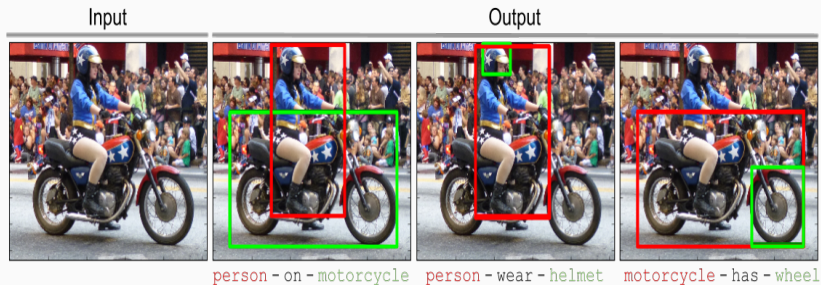 Input
Output
person - on - motorcycle
person - wear - helmet
motorcycle - has - wheel